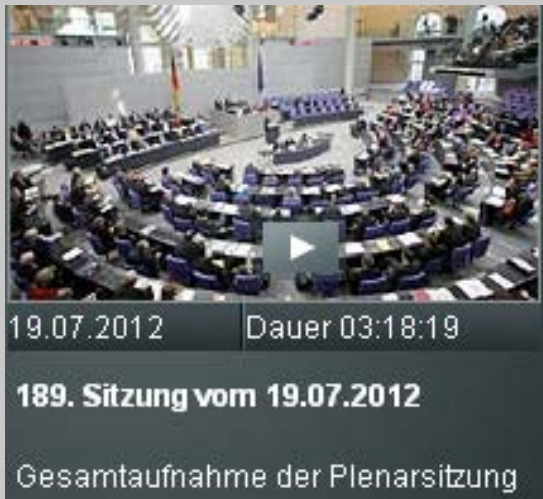 19.07.2012 Dauer 03:18:19
189. Sitzung vom 19.07.2012
Gesamtaufnahme der Plenarsitzung